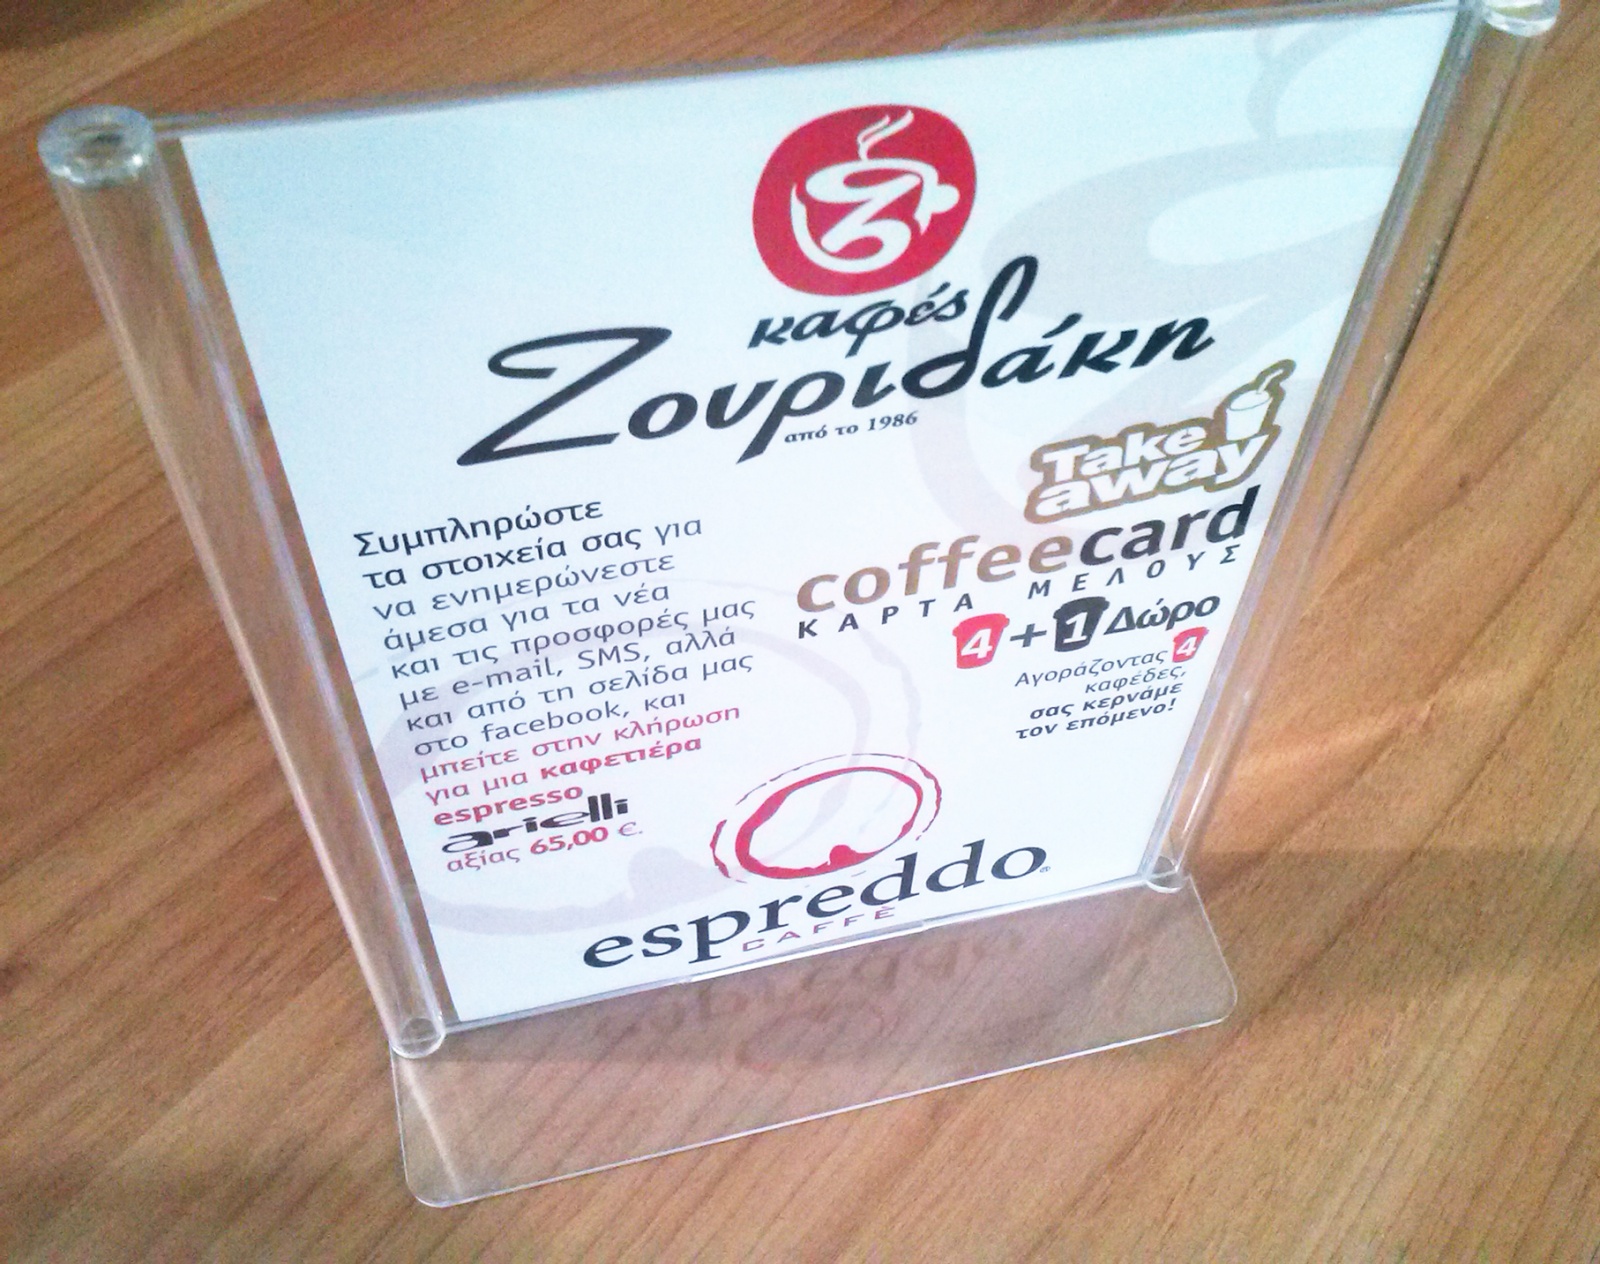 καφές
Ζουριδάκη
από το 1986
Συμπληρώστε
τα στοιχεία σας για
να ενημερώνεστε
άμεσα για τα νέα
και τις προσφορές μας
με e-mail, SMS, αλλά
και από τη σελίδα μας
στο facebook, και
μπείτε στην κλήρωση
για μια καφετιέρα
espresso
arielli
αξίας 65,00 €.
Take
away
coffeecard
ΚΑΡΤΑ ΜΕΛΟΥΣ
4+1 Δώρο
Αγοράζοντας 4
καφέδες,
σας κερνάμε
τον επόμενο!
espreddo®
CAFFÈ